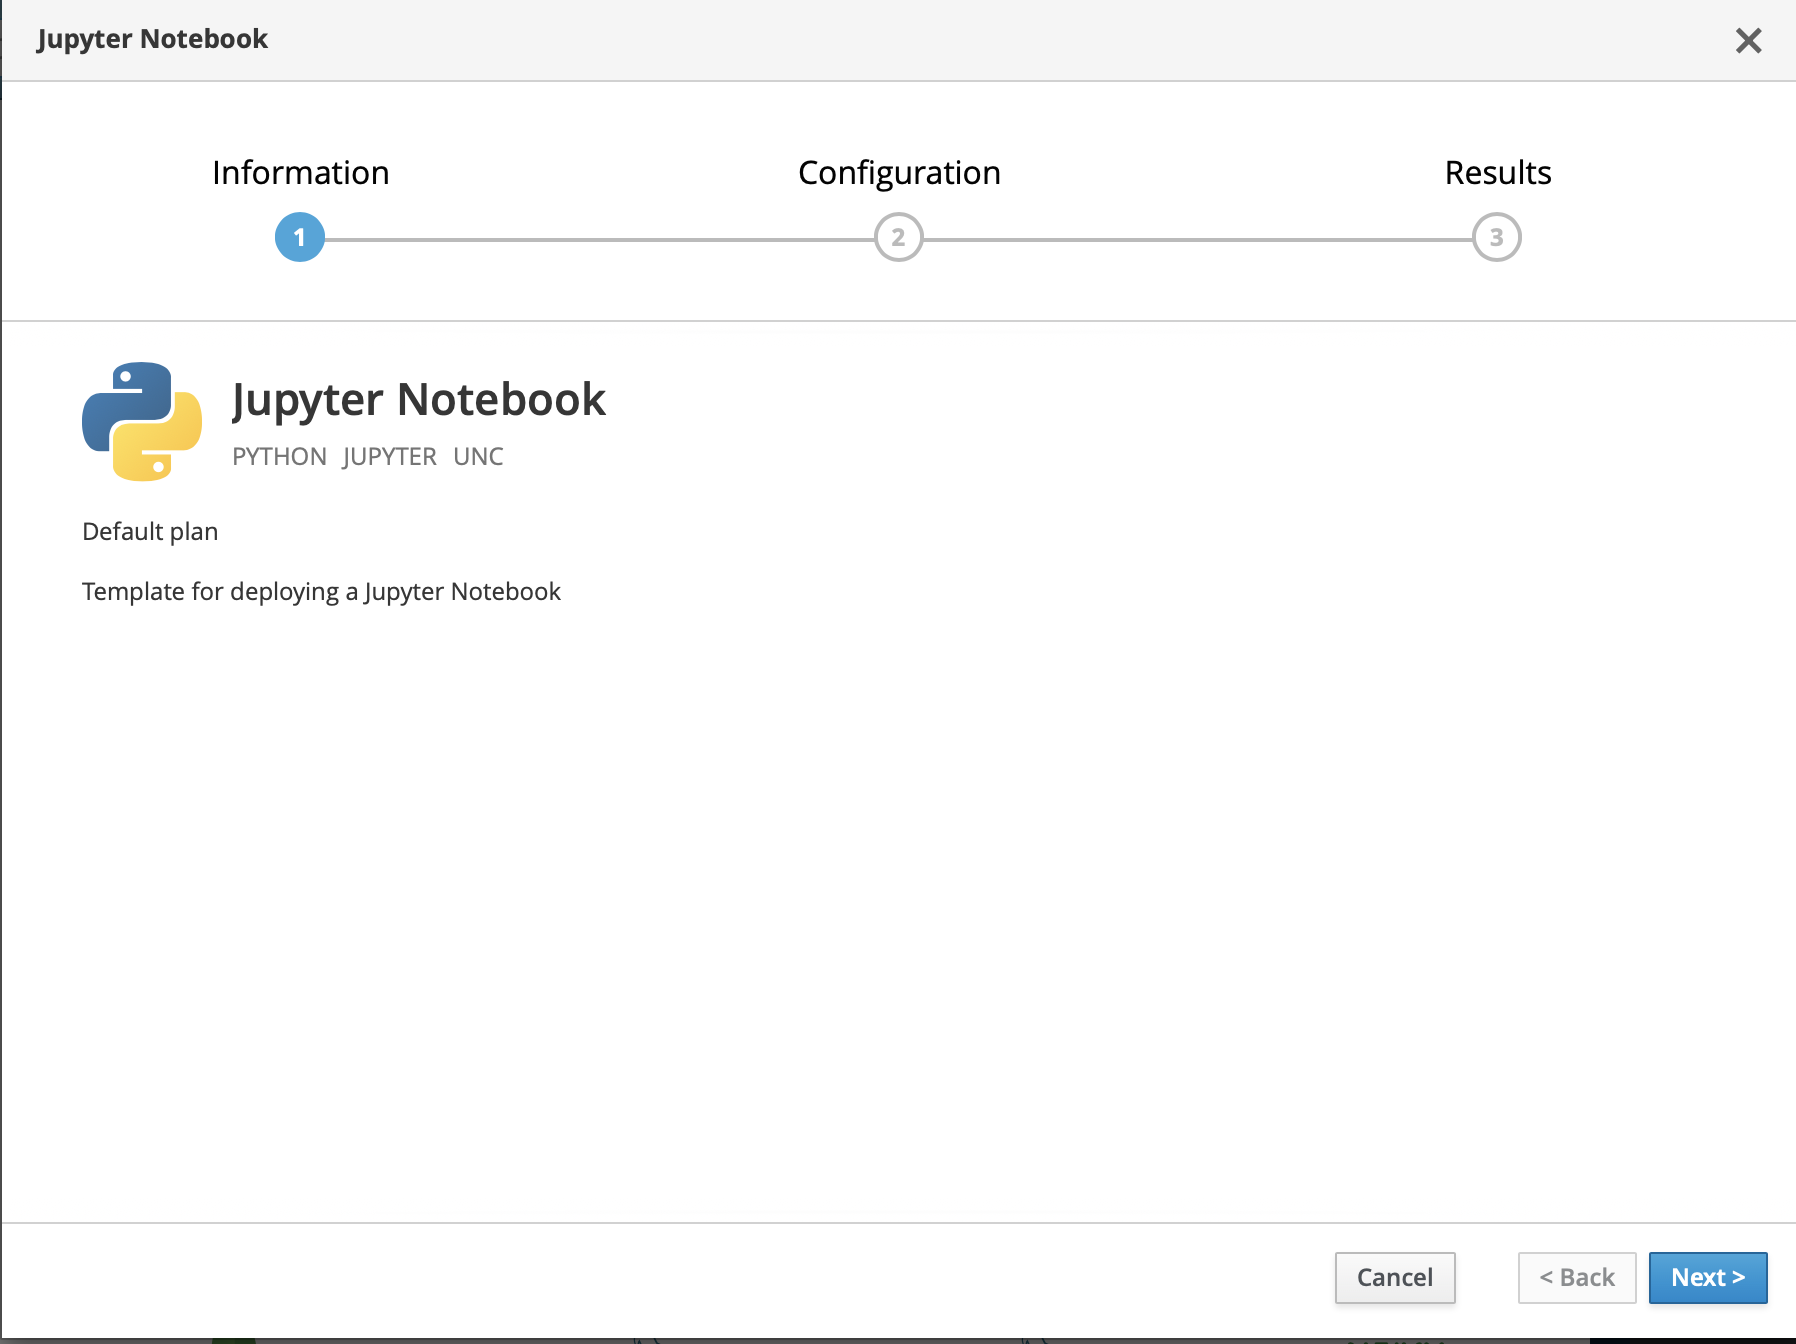 Jupyter Notebook
Information Configuration Results
1 2 3
Jupyter Notebook
PYTHON JUPYTER UNC
Default plan
Template for deploying a Jupyter Notebook
Cancel < Back Next >